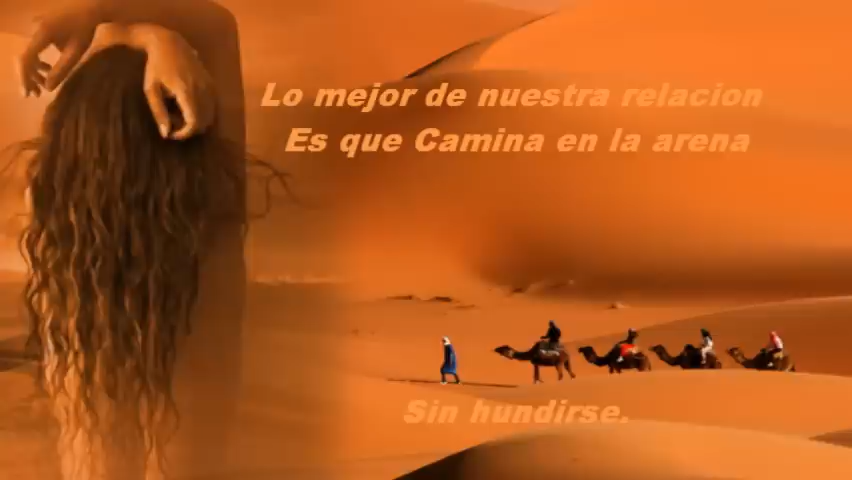 Lo mejor de nuestra relacion
Es que Camina en la arena
Sin hundirse.